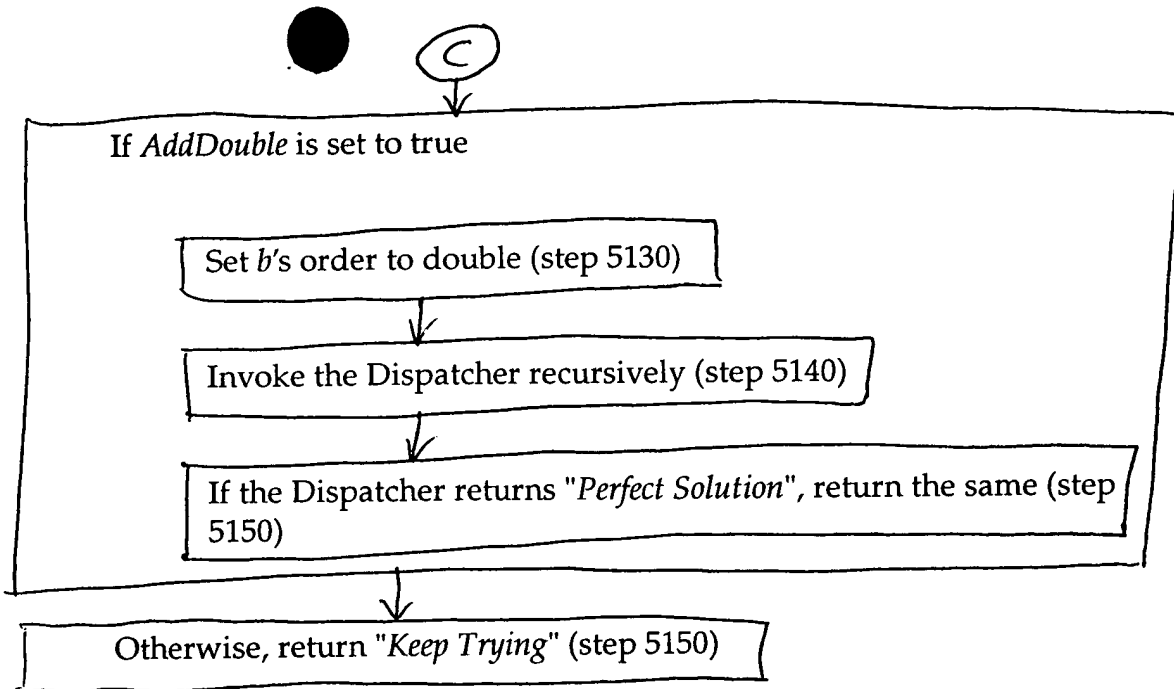 C
If AddDouble is set to true
Set b's order to double (step 5130)
Invoke the Dispatcher recursively (step 5140)
If the Dispatcher returns "Perfect Solution", return the same (step
5150)
Otherwise, return "Keep Trying" (step 5150)